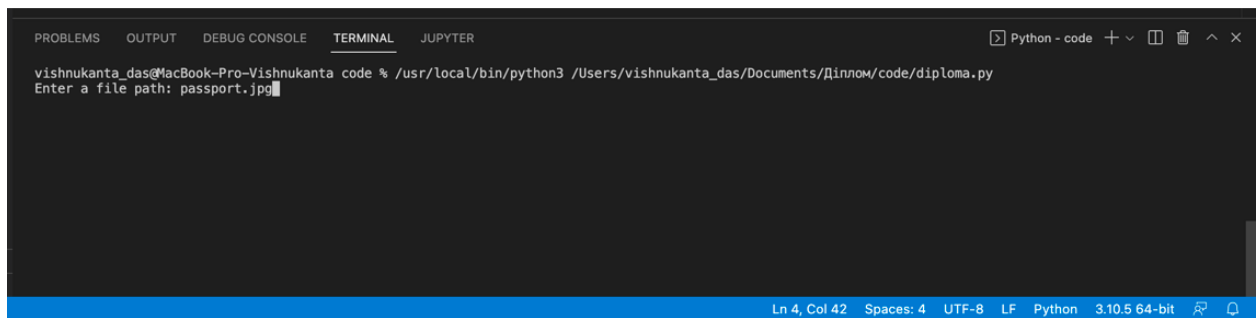 PROBLEMS OUTPUT DEBUG CONSOLE TERMINAL JUPYTER Python - code
vishnukanta_das@MacBook-Pro-Vishnukanta code % /usr/local/bin/python3 /Users/vishnukanta_das/Documents/Діплом/code/diploma.py
Enter a file path: passport.jpg
Ln 4, Col 42 Spaces: 4 UTF-8 LF Python 3.10.5 64-bit